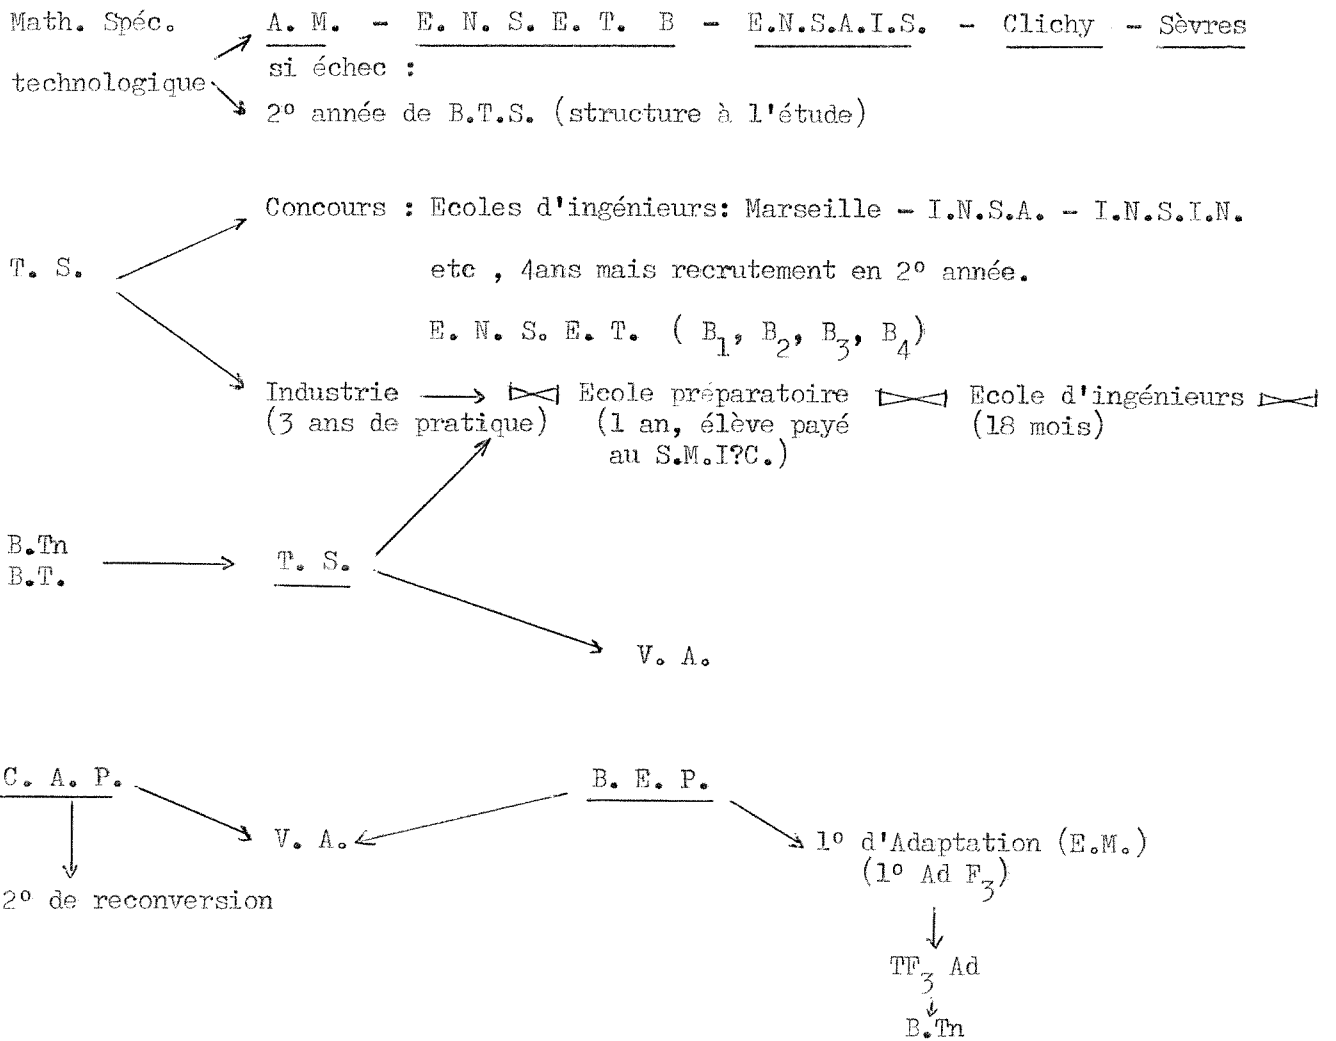 Math. Spéc.
A. M. - E. N. S. E. T. B - E.N.S.A.I.S. - Clichy - Sèvres
technologique
si échec :
2° année de B.T.S. (structure à l'étude)
Concours : Ecoles d'ingénieurs: Marseille - I.N.S.A. - I.N.S.I.N.
T. S.
etc , 4ans mais recrutement en 2° année.
E. N. S. E. T. ( B1, B2, B3, B4)
Industrie Ecole préparatoire Ecole d'ingénieurs
(3 ans de pratique) (1 an, élève payé (18 mois)
au S.M.I?C.)
B.Tn
B.T.
T. S.
V. A.
C. A. P. B. E. P.
V. A. 1° d'Adaptation (E.M.)
(1° Ad F3)
2° de reconversion
TF3 Ad
B.Tn